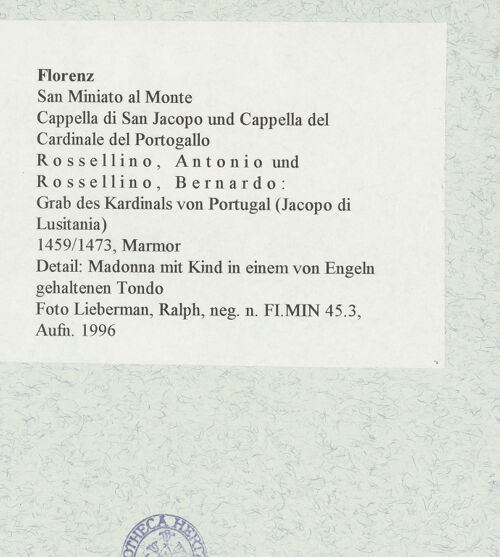 Florenz
San Miniato al Monte
Cappella di San Jacopo und Cappella del
Cardinale del Portogallo
Rossellino, Antonio und
Rossellino, Bernardo:
Grab des Kardinals von Portugal (Jacopo di
Lusitania)
1459/1473, Marmor
Detail: Madonna mit Kind in einem von Engeln
gehaltenen Tondo
Foto Lieberman, Ralph, neg. n. FI.MIN 45.3,
Aufn. 1996